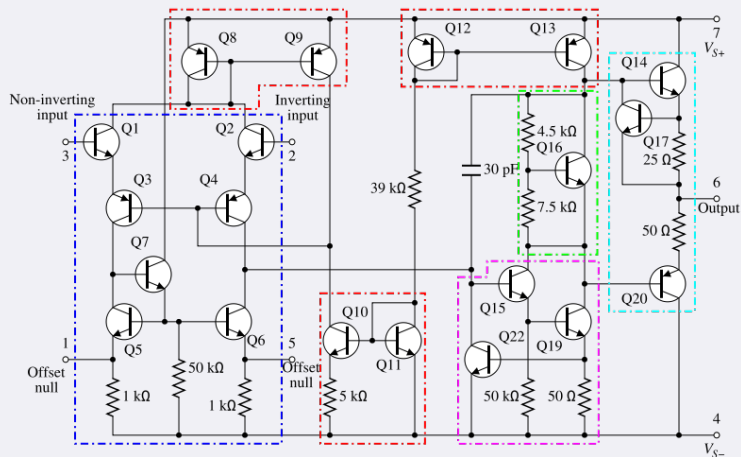 Q8
Q9
Q12
Q13
7
V_S+
Q14
Non-inverting
input
Inverting
input
Q1
Q2
3
2
4.5 kΩ
Q16
Q17
25 Ω
30 pF
Q3
Q4
39 kΩ
7.5 kΩ
6
Output
50 Ω
Q7
Q15
Q20
1
Q5
Q6
5
Q10
Q11
Q22
Q19
Offset
null
50 kΩ
Offset
null
1 kΩ
1 kΩ
5 kΩ
50 kΩ
50 Ω
4
V_S−